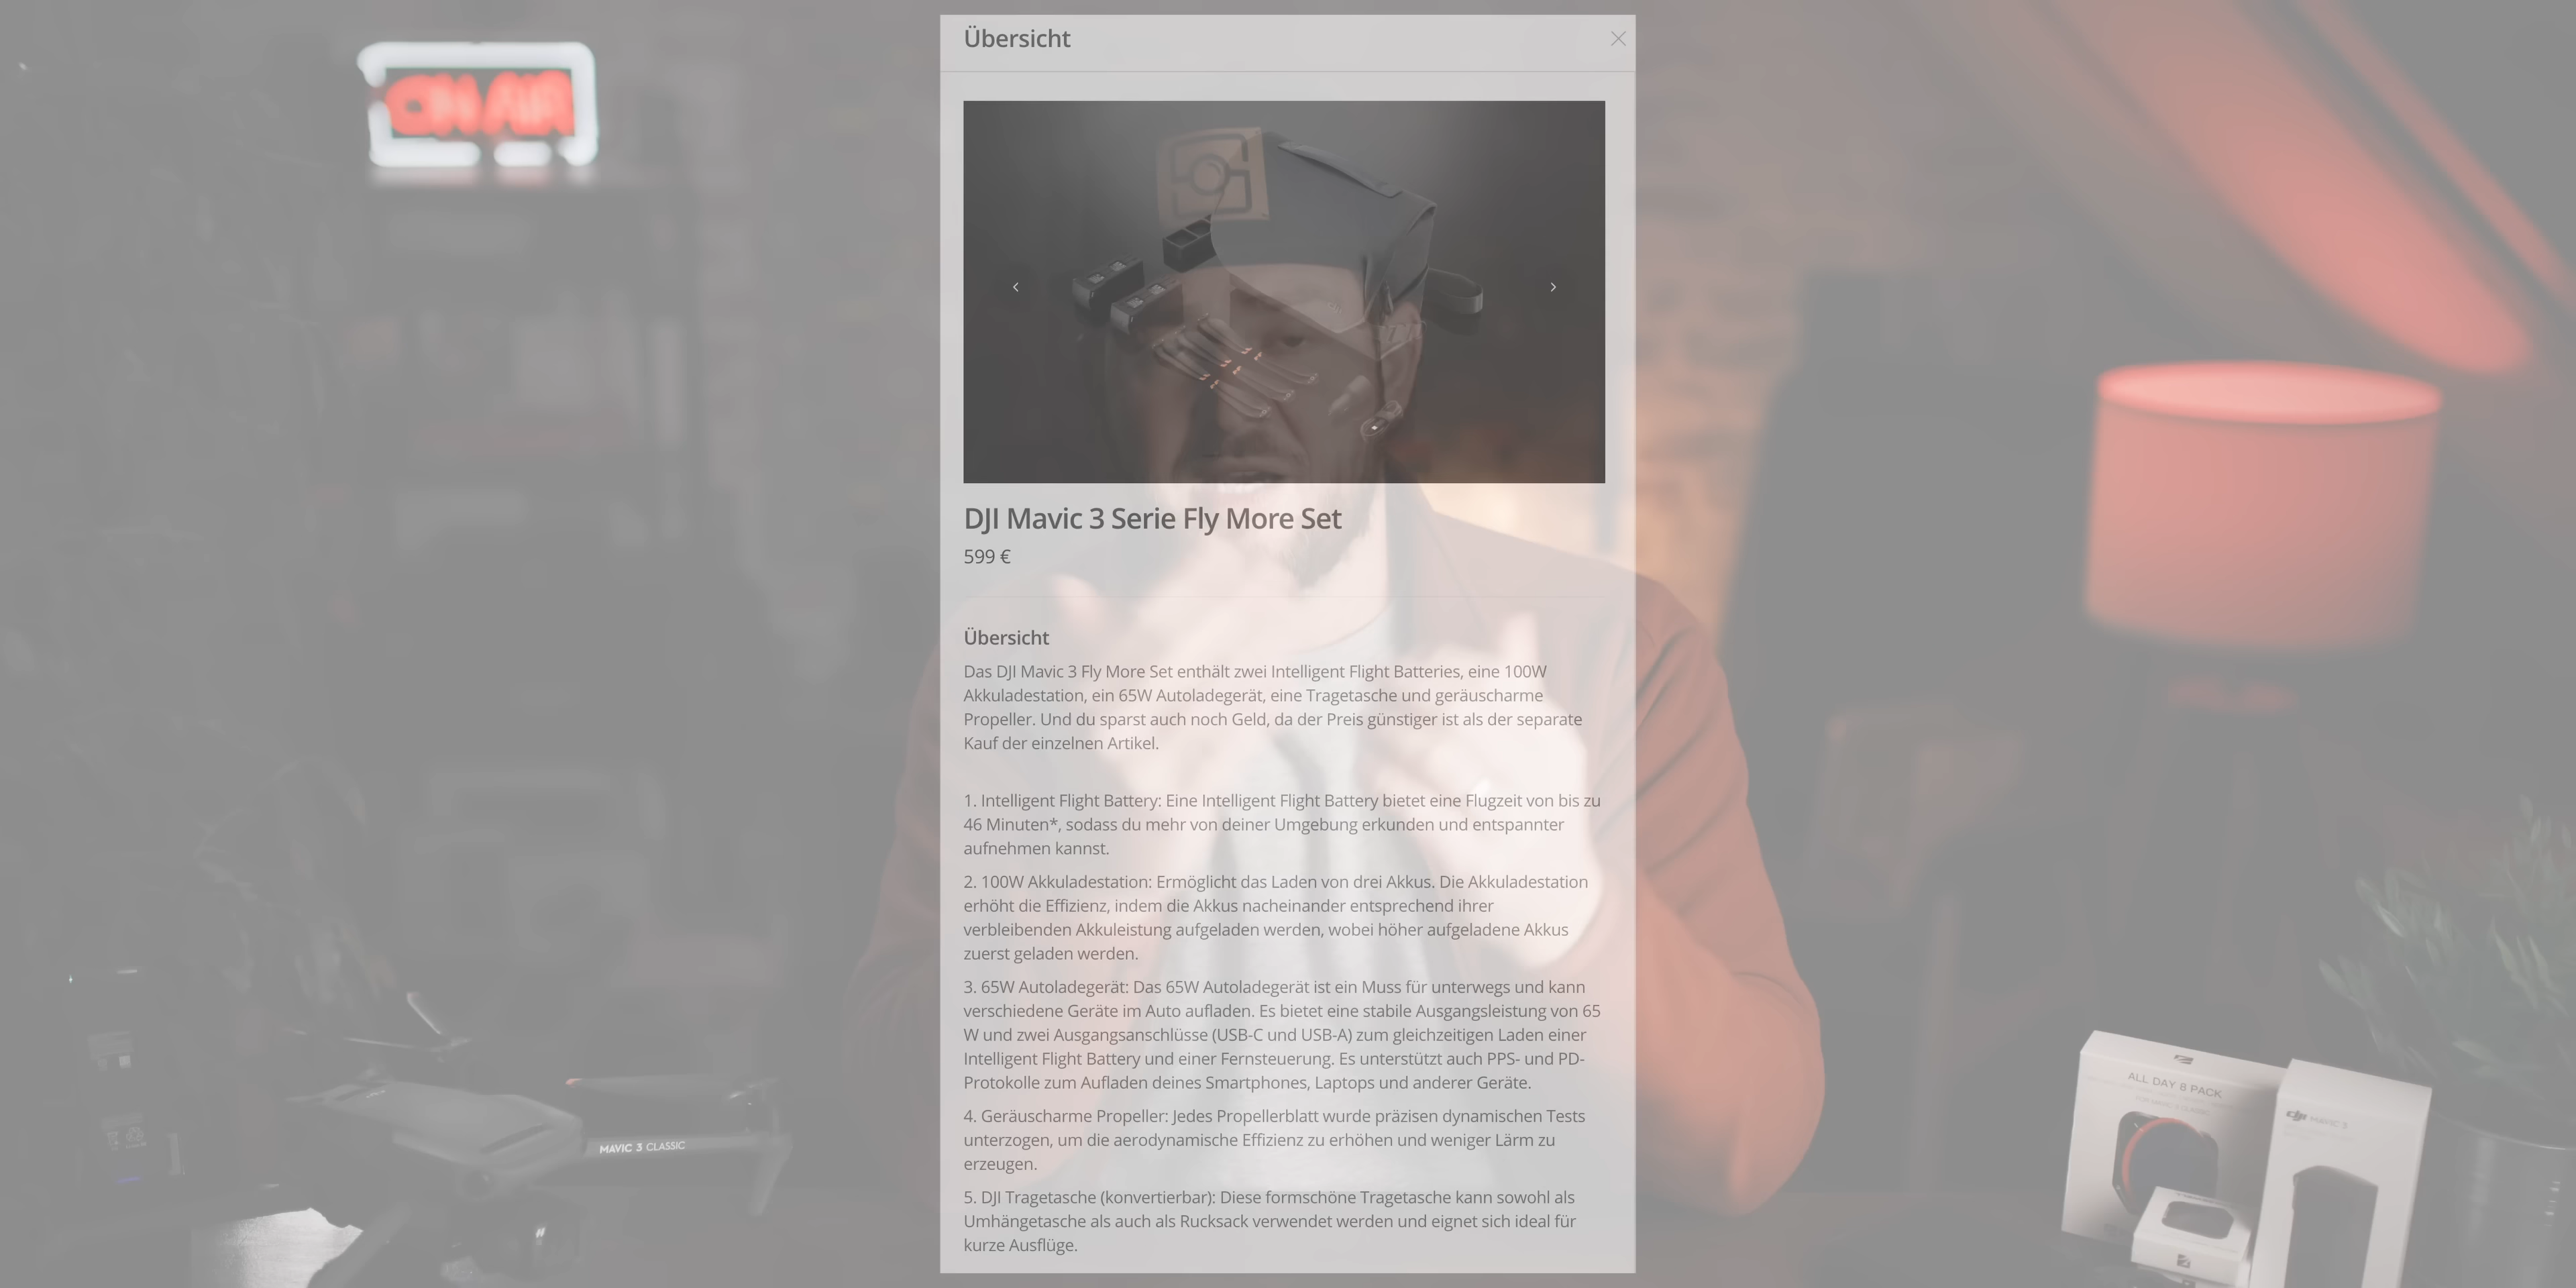 Übersicht
ON AIR
DJI Mavic 3 Serie Fly More Set
599 €
Übersicht
Das DJI Mavic 3 Fly More Set enthält zwei Intelligent Flight Batteries, eine 100W
Akkuladestation, ein 65W Autoladegerät, eine Tragetasche und geräuscharme
Propeller. Und du sparst auch noch Geld, da der Preis günstiger ist als der separate
Kauf der einzelnen Artikel.
1. Intelligent Flight Battery: Eine Intelligent Flight Battery bietet eine Flugzeit von bis zu
46 Minuten*, sodass du mehr von deiner Umgebung erkunden und entspannter
aufnehmen kannst.
2. 100W Akkuladestation: Ermöglicht das Laden von drei Akkus. Die Akkuladestation
erhöht die Effizienz, indem die Akkus nacheinander entsprechend ihrer
verbleibenden Akkuleistung aufgeladen werden, wobei höher aufgeladene Akkus
zuerst geladen werden.
3. 65W Autoladegerät: Das 65W Autoladegerät ist ein Muss für unterwegs und kann
verschiedene Geräte im Auto aufladen. Es bietet eine stabile Ausgangsleistung von 65
W und zwei Ausgangsanschlüsse (USB-C und USB-A) zum gleichzeitigen Laden einer
Intelligent Flight Battery und einer Fernsteuerung. Es unterstützt auch PPS- und PD-
Protokolle zum Aufladen deines Smartphones, Laptops und anderer Geräte.
4. Geräuscharme Propeller: Jedes Propellerblatt wurde präzisen dynamischen Tests
unterzogen, um die aerodynamische Effizienz zu erhöhen und weniger Lärm zu
erzeugen.
5. DJI Tragetasche (konvertierbar): Diese formschöne Tragetasche kann sowohl als
Umhängetasche als auch als Rucksack verwendet werden und eignet sich ideal für
kurze Ausflüge.
MAVIC 3 CLASSIC
ALL DAY 8 PACK
dji MAVIC 3